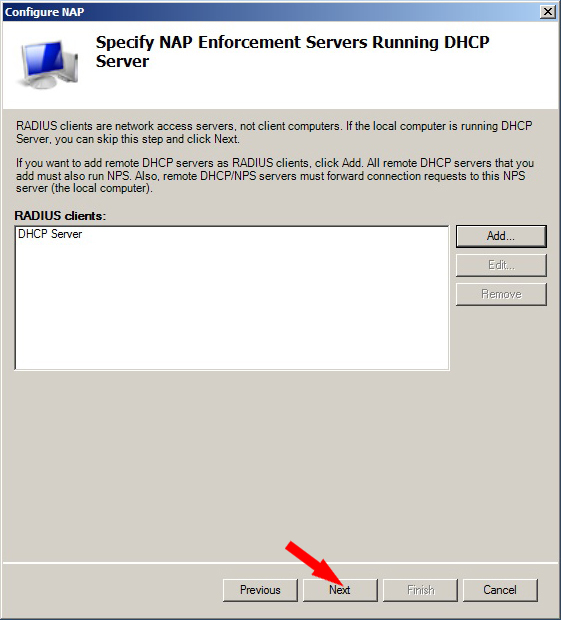 Configure NAP
Specify NAP Enforcement Servers Running DHCP
Server
RADIUS clients are network access servers, not client computers. If the local computer is running DHCP
Server, you can skip this step and click Next.
If you want to add remote DHCP servers as RADIUS clients, click Add. All remote DHCP servers that you
add must also run NPS. Also, remote DHCP/NPS servers must forward connection requests to this NPS
server (the local computer).
RADIUS clients:
DHCP Server
Add...
Edit...
Remove
Previous
Next
Finish
Cancel